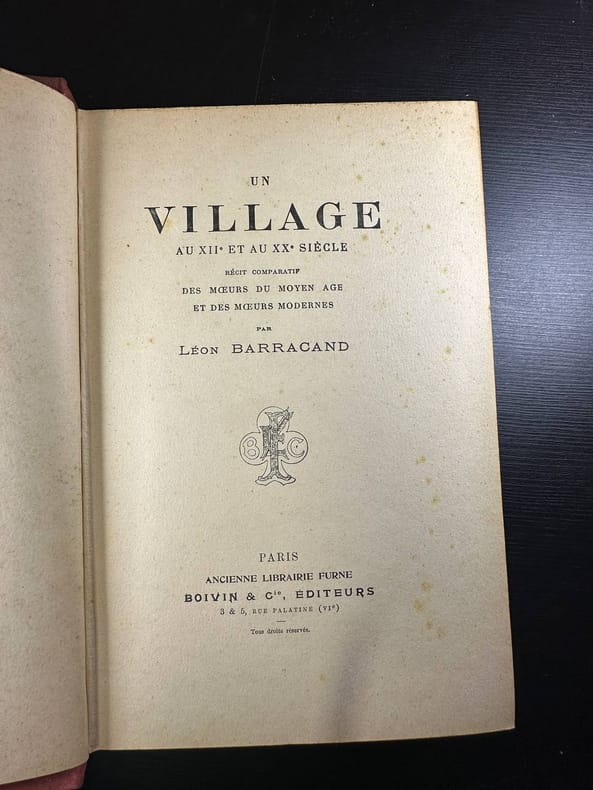 UN
VILLAGE
AU XIIe ET AU XXe SIÈCLE
RÉCIT COMPARATIF
DES MŒURS DU MOYEN AGE
ET DES MŒURS MODERNES
PAR
LÉON BARRACAND
B F C
PARIS
ANCIENNE LIBRAIRIE FURNE
BOIVIN & Cie, ÉDITEURS
3 & 5, RUE PALATINE (VIe)
Tous droits réservés.